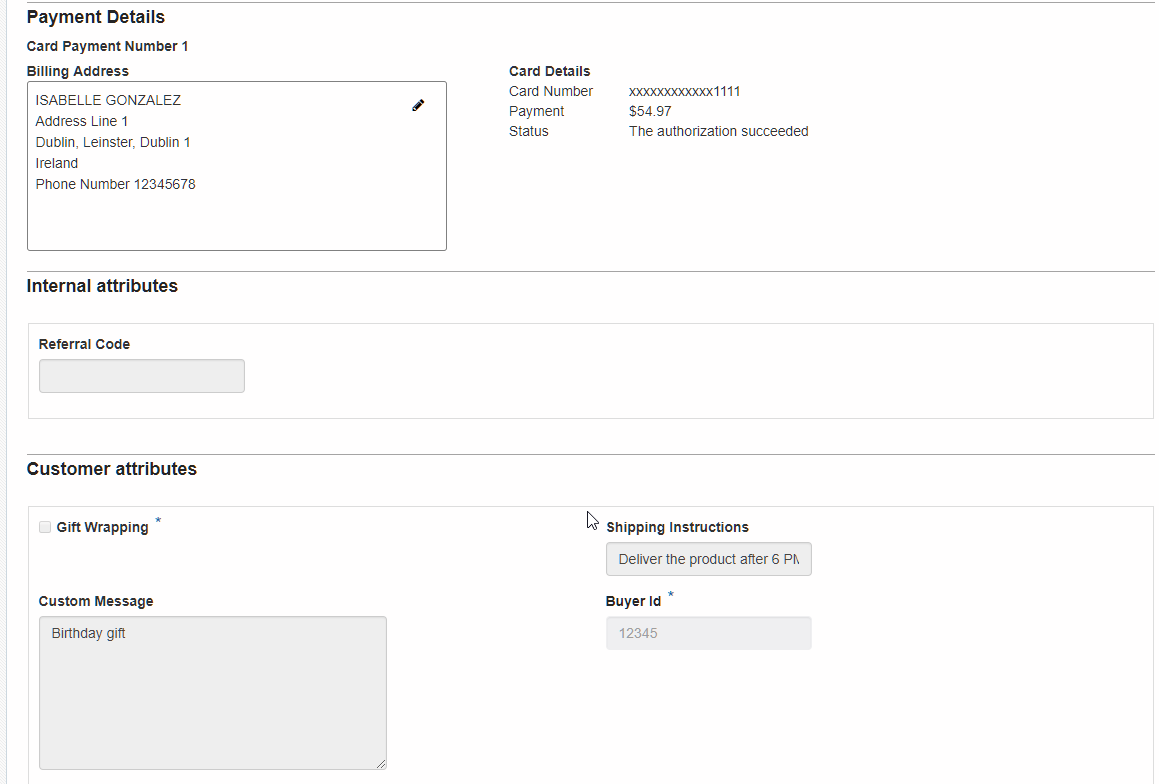 Payment Details
Card Payment Number 1
Billing Address
ISABELLE GONZALEZ
Address Line 1
Dublin, Leinster, Dublin 1
Ireland
Phone Number 12345678
Card Details
Card Number xxxxxxxxxxxx1111
Payment $54.97
Status The authorization succeeded
Internal attributes
Referral Code
Customer attributes
Gift Wrapping *
Shipping Instructions
Deliver the product after 6 PM
Custom Message
Birthday gift
Buyer Id *
12345